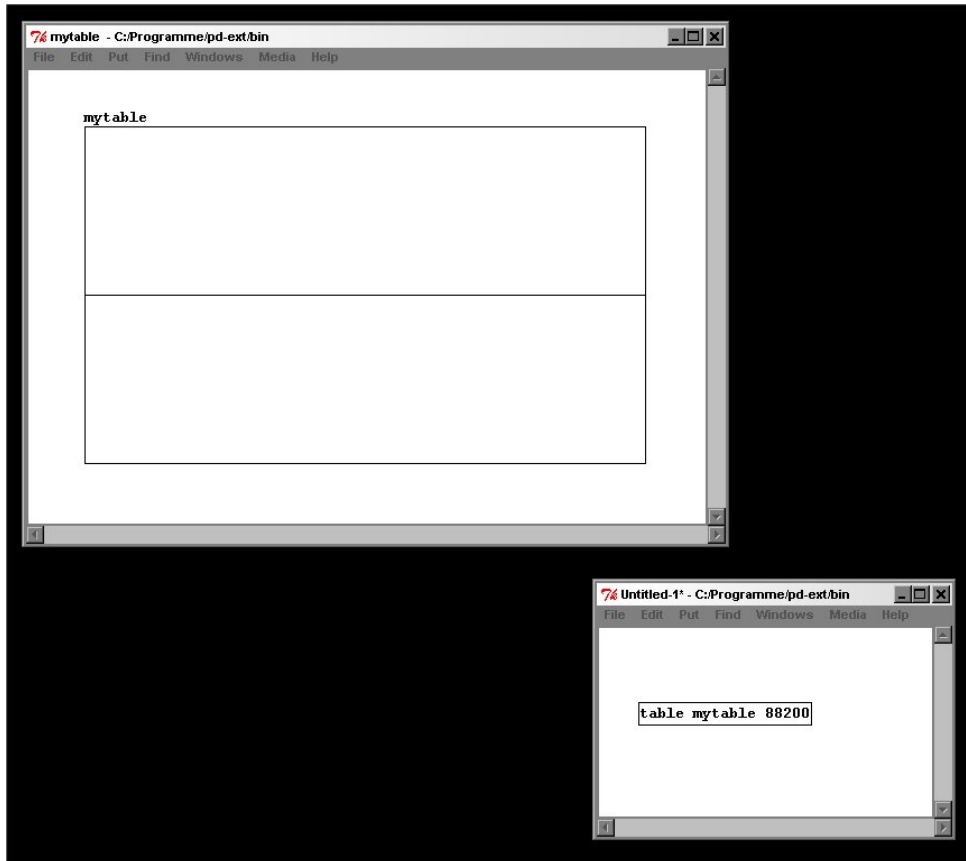 mytable - C:/Programme/pd-ext/bin
File Edit Put Find Windows Media Help
mytable
Untitled-1* - C:/Programme/pd-ext/bin
File Edit Put Find Windows Media Help
table mytable 88200